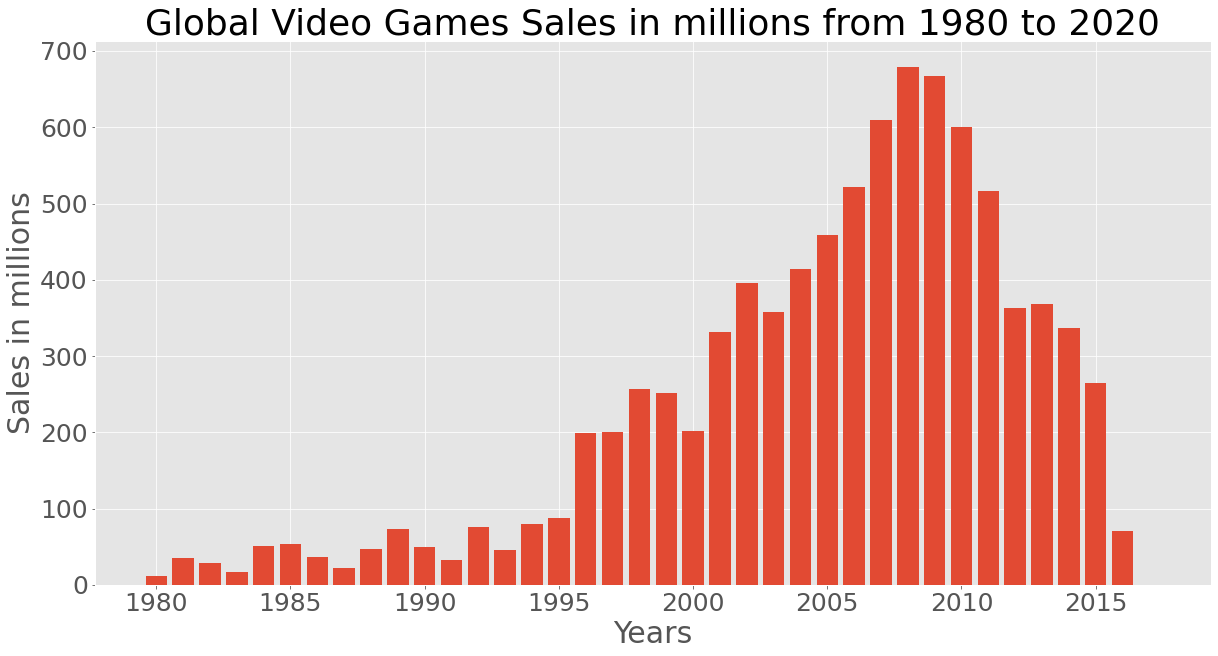 Global Video Games Sales in millions from 1980 to 2020
700
600
500
400
300
200
100
0
Sales in millions
1980 1985 1990 1995 2000 2005 2010 2015
Years